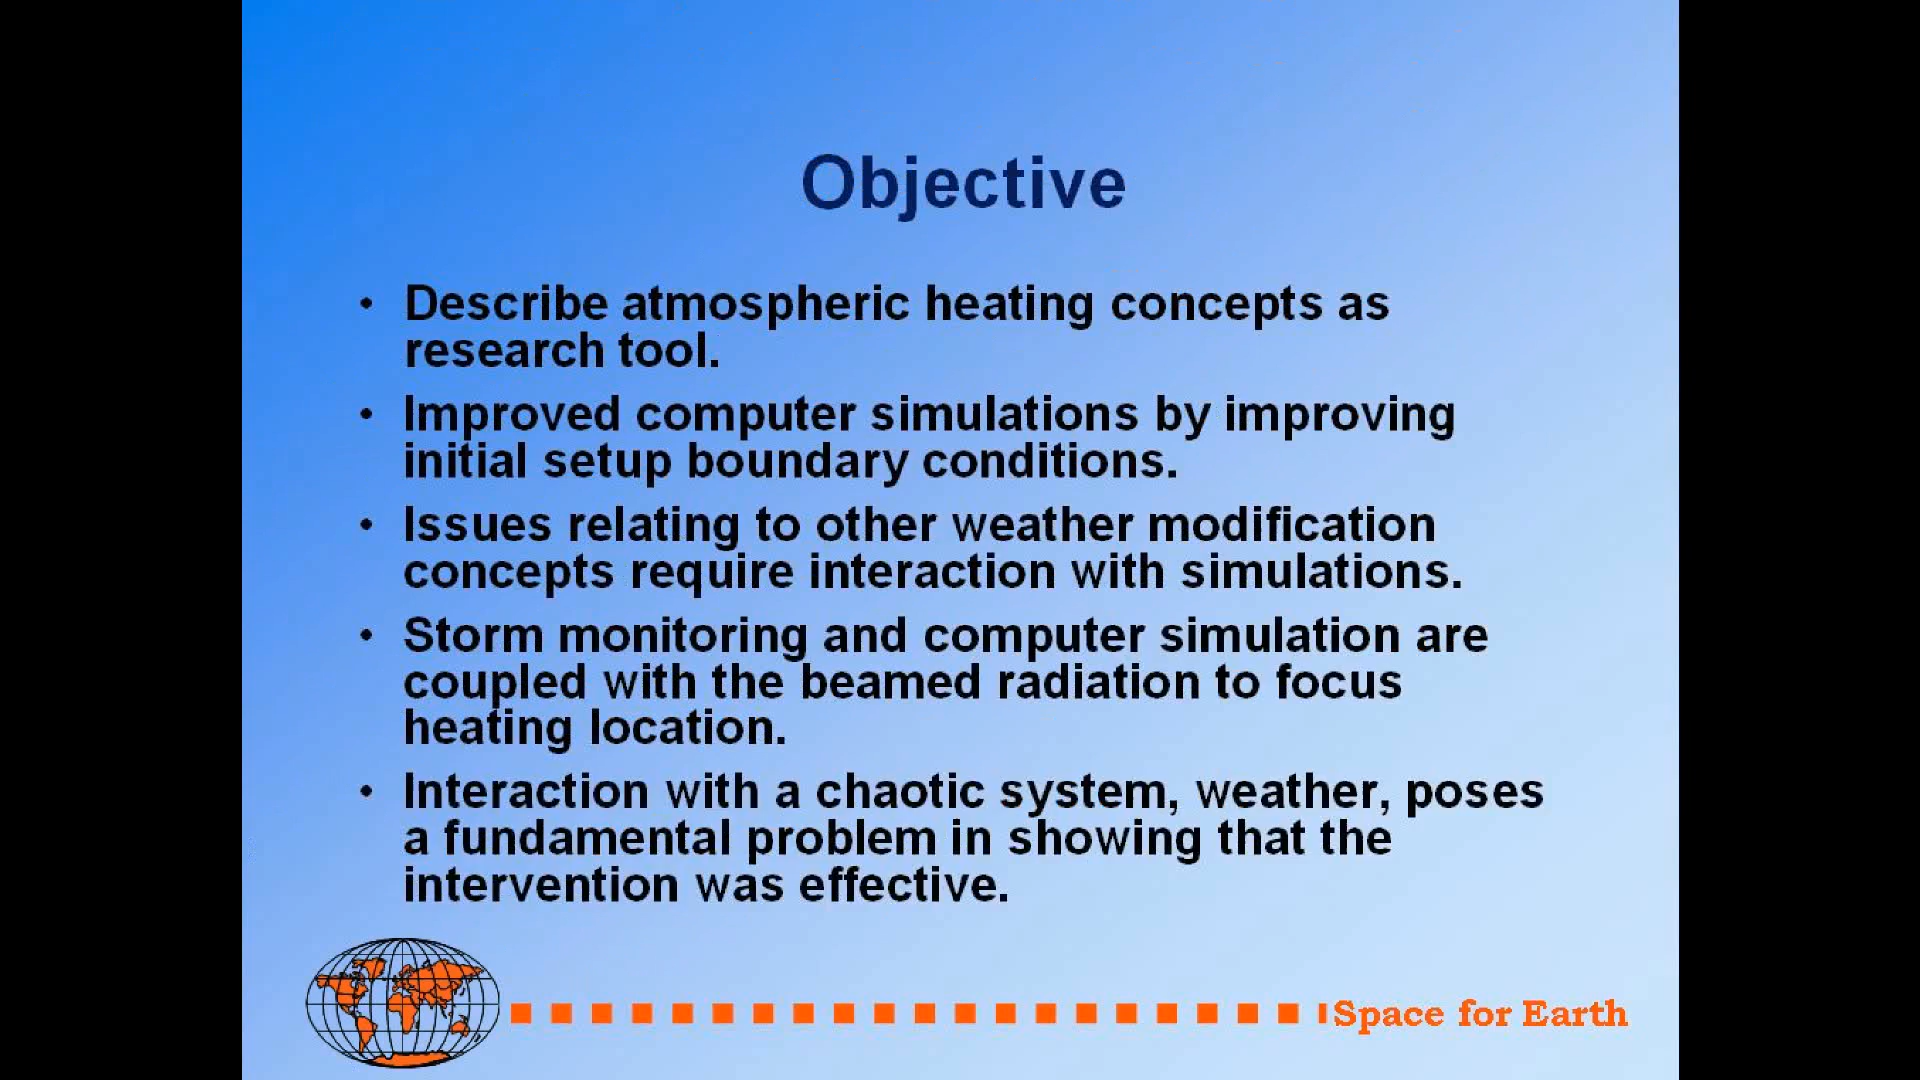 Objective
• Describe atmospheric heating concepts as
research tool.
• Improved computer simulations by improving
initial setup boundary conditions.
• Issues relating to other weather modification
concepts require interaction with simulations.
• Storm monitoring and computer simulation are
coupled with the beamed radiation to focus
heating location.
• Interaction with a chaotic system, weather, poses
a fundamental problem in showing that the
intervention was effective.
Space for Earth